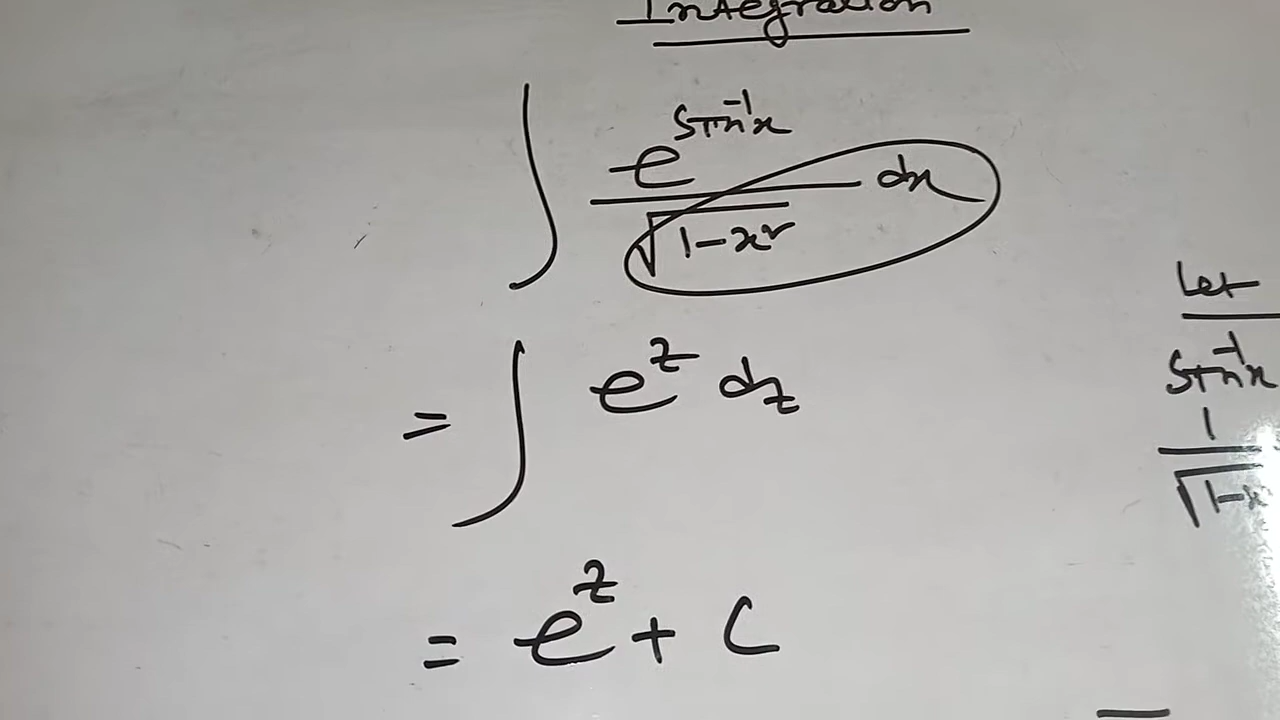 Integration
∫ e^(sin⁻¹x) / √(1-x²) dx
= ∫ e^z dz
= e^z + C
Let
sin⁻¹x
1
√1-x